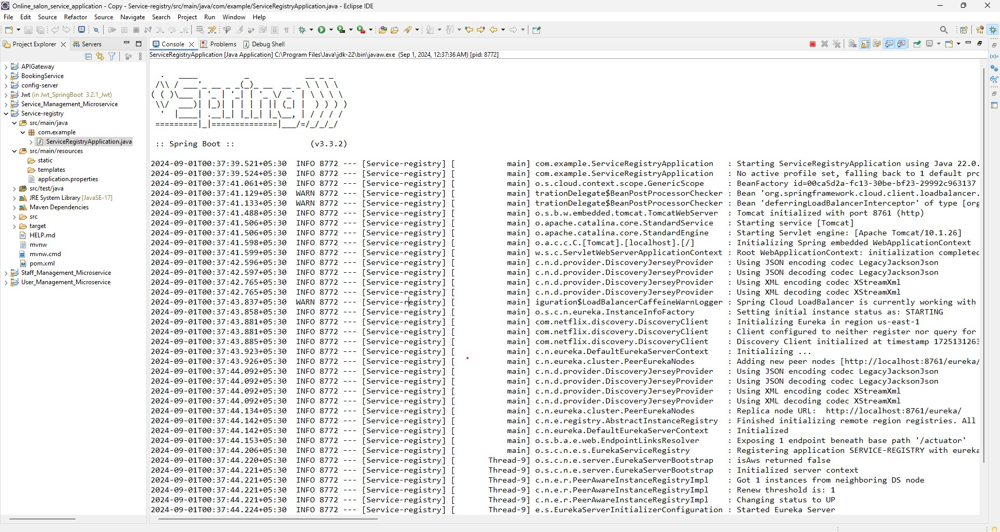 Online_salon_service_application - Copy - Service-registry/src/main/java/com/example/ServiceRegistryApplication.java - Eclipse IDE
File Edit Source Refactor Source Navigate Search Project Run Window Help
Project Explorer Servers
Console Problems Debug Shell
ServiceRegistryApplication [Java Application] C:\Program Files\Java\jdk-22\bin\javaw.exe (Sep 1, 2024, 12:37:36 AM) [pid: 8772]
APIGateway
BookingService
config-server
Jwt (in Jwt_SpringBoot 3.2.1_Jwt)
Service_Management_Microservice
Service-registry
src/main/java
com.example
ServiceRegistryApplication.java
src/main/resources
static
templates
application.properties
src/test/java
JRE System Library [JavaSE-17]
Maven Dependencies
src
target
HELP.md
mvnw
mvnw.cmd
pom.xml
Staff_Management_Microservice
User_Management_Microservice
Spring
:: Spring Boot :: (v3.3.2)
2024-09-01T00:37:39.521+05:30 INFO 8772 --- [Service-registry] [ main] com.example.ServiceRegistryApplication : Starting ServiceRegistryApplication using Java 22.0.
2024-09-01T00:37:39.524+05:30 INFO 8772 --- [Service-registry] [ main] com.example.ServiceRegistryApplication : No active profile set, falling back to 1 default pro
2024-09-01T00:37:41.061+05:30 INFO 8772 --- [Service-registry] [ main] o.s.cloud.context.scope.GenericScope : BeanFactory id=00ca5d2a-fc13-30be-bf23-29992c963137
2024-09-01T00:37:41.129+05:30 WARN 8772 --- [Service-registry] [ main] trationDelegate$BeanPostProcessorChecker : Bean 'org.springframework.cloud.client.loadbalancer.
2024-09-01T00:37:41.133+05:30 WARN 8772 --- [Service-registry] [ main] trationDelegate$BeanPostProcessorChecker : Bean 'deferringLoadBalancerInterceptor' of type [org
2024-09-01T00:37:41.488+05:30 INFO 8772 --- [Service-registry] [ main] o.s.b.w.embedded.tomcat.TomcatWebServer : Tomcat initialized with port 8761 (http)
2024-09-01T00:37:41.506+05:30 INFO 8772 --- [Service-registry] [ main] o.apache.catalina.core.StandardService : Starting service [Tomcat]
2024-09-01T00:37:41.506+05:30 INFO 8772 --- [Service-registry] [ main] o.apache.catalina.core.StandardEngine : Starting Servlet engine: [Apache Tomcat/10.1.26]
2024-09-01T00:37:41.598+05:30 INFO 8772 --- [Service-registry] [ main] o.a.c.c.C.[Tomcat].[localhost].[/] : Initializing Spring embedded WebApplicationContext
2024-09-01T00:37:41.599+05:30 INFO 8772 --- [Service-registry] [ main] w.s.c.ServletWebServerApplicationContext : Root WebApplicationContext: initialization completed
2024-09-01T00:37:42.596+05:30 INFO 8772 --- [Service-registry] [ main] c.n.d.provider.DiscoveryJerseyProvider : Using JSON encoding codec LegacyJacksonJson
2024-09-01T00:37:42.597+05:30 INFO 8772 --- [Service-registry] [ main] c.n.d.provider.DiscoveryJerseyProvider : Using JSON decoding codec LegacyJacksonJson
2024-09-01T00:37:42.765+05:30 INFO 8772 --- [Service-registry] [ main] c.n.d.provider.DiscoveryJerseyProvider : Using XML encoding codec XStreamXml
2024-09-01T00:37:42.765+05:30 INFO 8772 --- [Service-registry] [ main] c.n.d.provider.DiscoveryJerseyProvider : Using XML decoding codec XStreamXml
2024-09-01T00:37:43.837+05:30 WARN 8772 --- [Service-registry] [ main] iguration$LoadBalancerCaffeineWarnLogger : Spring Cloud LoadBalancer is currently working with
2024-09-01T00:37:43.858+05:30 INFO 8772 --- [Service-registry] [ main] o.s.c.n.eureka.InstanceInfoFactory : Setting initial instance status as: STARTING
2024-09-01T00:37:43.881+05:30 INFO 8772 --- [Service-registry] [ main] com.netflix.discovery.DiscoveryClient : Initializing Eureka in region us-east-1
2024-09-01T00:37:43.881+05:30 INFO 8772 --- [Service-registry] [ main] com.netflix.discovery.DiscoveryClient : Client configured to neither register nor query for
2024-09-01T00:37:43.885+05:30 INFO 8772 --- [Service-registry] [ main] com.netflix.discovery.DiscoveryClient : Discovery Client initialized at timestamp 1725131263
2024-09-01T00:37:43.923+05:30 INFO 8772 --- [Service-registry] [ main] c.n.eureka.DefaultEurekaServerContext : Initializing ...
2024-09-01T00:37:43.926+05:30 INFO 8772 --- [Service-registry] [ main] c.n.eureka.cluster.PeerEurekaNodes : Adding new peer nodes [http://localhost:8761/eureka/
2024-09-01T00:37:44.092+05:30 INFO 8772 --- [Service-registry] [ main] c.n.d.provider.DiscoveryJerseyProvider : Using JSON encoding codec LegacyJacksonJson
2024-09-01T00:37:44.092+05:30 INFO 8772 --- [Service-registry] [ main] c.n.d.provider.DiscoveryJerseyProvider : Using JSON decoding codec LegacyJacksonJson
2024-09-01T00:37:44.092+05:30 INFO 8772 --- [Service-registry] [ main] c.n.d.provider.DiscoveryJerseyProvider : Using XML encoding codec XStreamXml
2024-09-01T00:37:44.092+05:30 INFO 8772 --- [Service-registry] [ main] c.n.d.provider.DiscoveryJerseyProvider : Using XML decoding codec XStreamXml
2024-09-01T00:37:44.134+05:30 INFO 8772 --- [Service-registry] [ main] c.n.eureka.cluster.PeerEurekaNodes : Replica node URL: http://localhost:8761/eureka/
2024-09-01T00:37:44.142+05:30 INFO 8772 --- [Service-registry] [ main] c.n.e.registry.AbstractInstanceRegistry : Finished initializing remote region registries. All
2024-09-01T00:37:44.142+05:30 INFO 8772 --- [Service-registry] [ main] c.n.eureka.DefaultEurekaServerContext : Initialized
2024-09-01T00:37:44.153+05:30 INFO 8772 --- [Service-registry] [ main] o.s.b.a.e.web.EndpointLinksResolver : Exposing 1 endpoint beneath base path '/actuator'
2024-09-01T00:37:44.206+05:30 INFO 8772 --- [Service-registry] [ main] o.s.c.n.e.s.EurekaServiceRegistry : Registering application SERVICE-REGISTRY with eureka
2024-09-01T00:37:44.220+05:30 INFO 8772 --- [Service-registry] [ Thread-9] o.s.c.n.e.server.EurekaServerBootstrap : isAws returned false
2024-09-01T00:37:44.221+05:30 INFO 8772 --- [Service-registry] [ Thread-9] o.s.c.n.e.server.EurekaServerBootstrap : Initialized server context
2024-09-01T00:37:44.221+05:30 INFO 8772 --- [Service-registry] [ Thread-9] c.n.e.r.PeerAwareInstanceRegistryImpl : Got 1 instances from neighboring DS node
2024-09-01T00:37:44.221+05:30 INFO 8772 --- [Service-registry] [ Thread-9] c.n.e.r.PeerAwareInstanceRegistryImpl : Renew threshold is: 1
2024-09-01T00:37:44.221+05:30 INFO 8772 --- [Service-registry] [ Thread-9] c.n.e.r.PeerAwareInstanceRegistryImpl : Changing status to UP
2024-09-01T00:37:44.224+05:30 INFO 8772 --- [Service-registry] [ Thread-9] e.s.EurekaServerInitializerConfiguration : Started Eureka Server